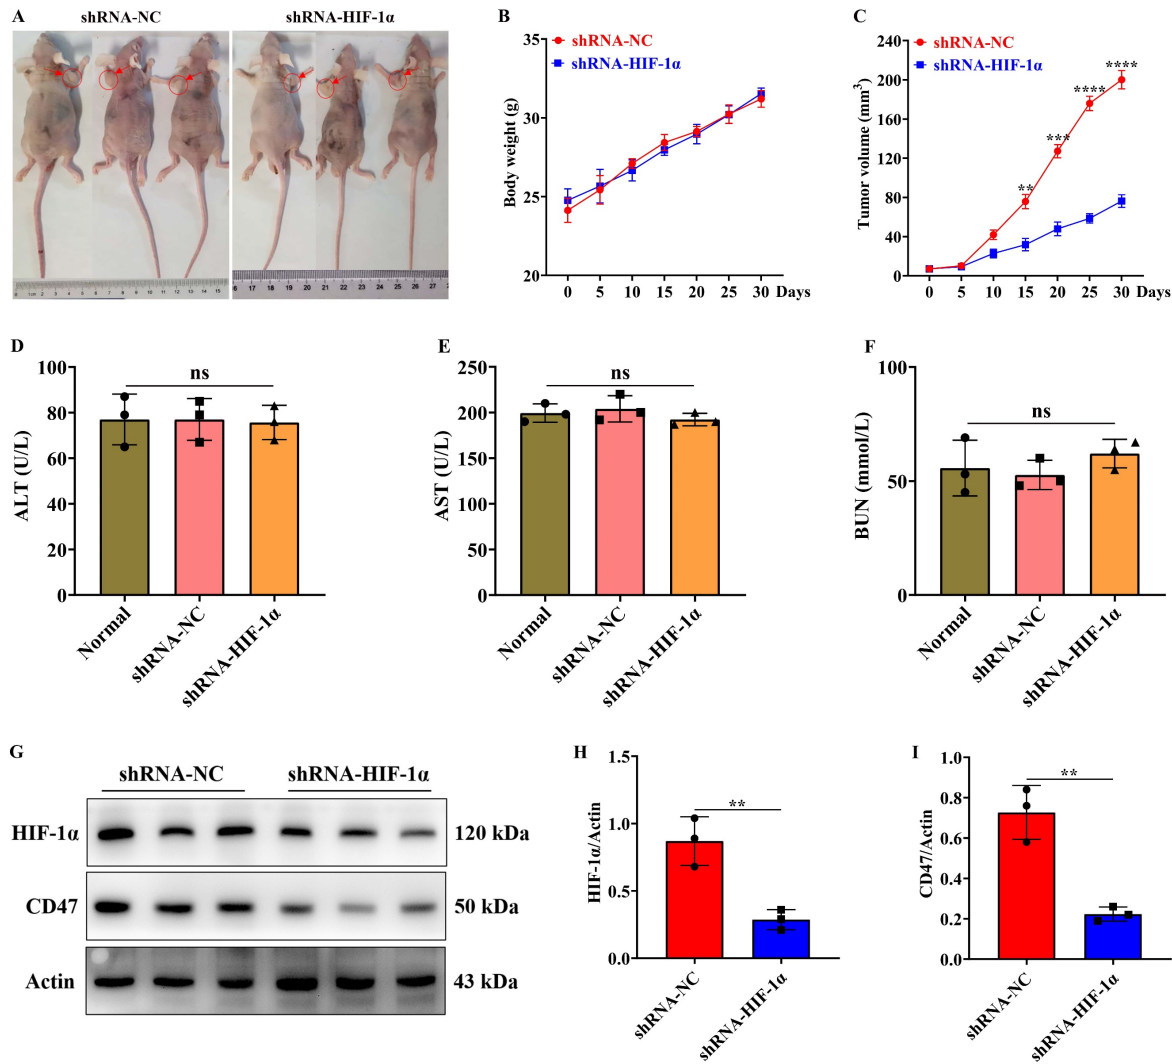 A
shRNA-NC
shRNA-HIF-1α
B
shRNA-NC
shRNA-HIF-1α
Body weight (g)
35
30
25
20
0 5 10 15 20 25 30 Days
C
shRNA-NC
shRNA-HIF-1α
Tumor volume (mm³)
240
200
160
120
80
40
0
** *** **** ****
0 5 10 15 20 25 30 Days
D
ns
ALT (U/L)
100
80
60
40
20
0
Normal
shRNA-NC
shRNA-HIF-1α
E
ns
AST (U/L)
250
200
150
100
50
0
Normal
shRNA-NC
shRNA-HIF-1α
F
ns
BUN (mmol/L)
100
50
0
Normal
shRNA-NC
shRNA-HIF-1α
G
shRNA-NC
shRNA-HIF-1α
HIF-1α
120 kDa
CD47
50 kDa
Actin
43 kDa
H
**
HIF-1α/Actin
1.5
1.0
0.5
0.0
shRNA-NC
shRNA-HIF-1α
I
**
CD47/Actin
1.0
0.8
0.6
0.4
0.2
0.0
shRNA-NC
shRNA-HIF-1α